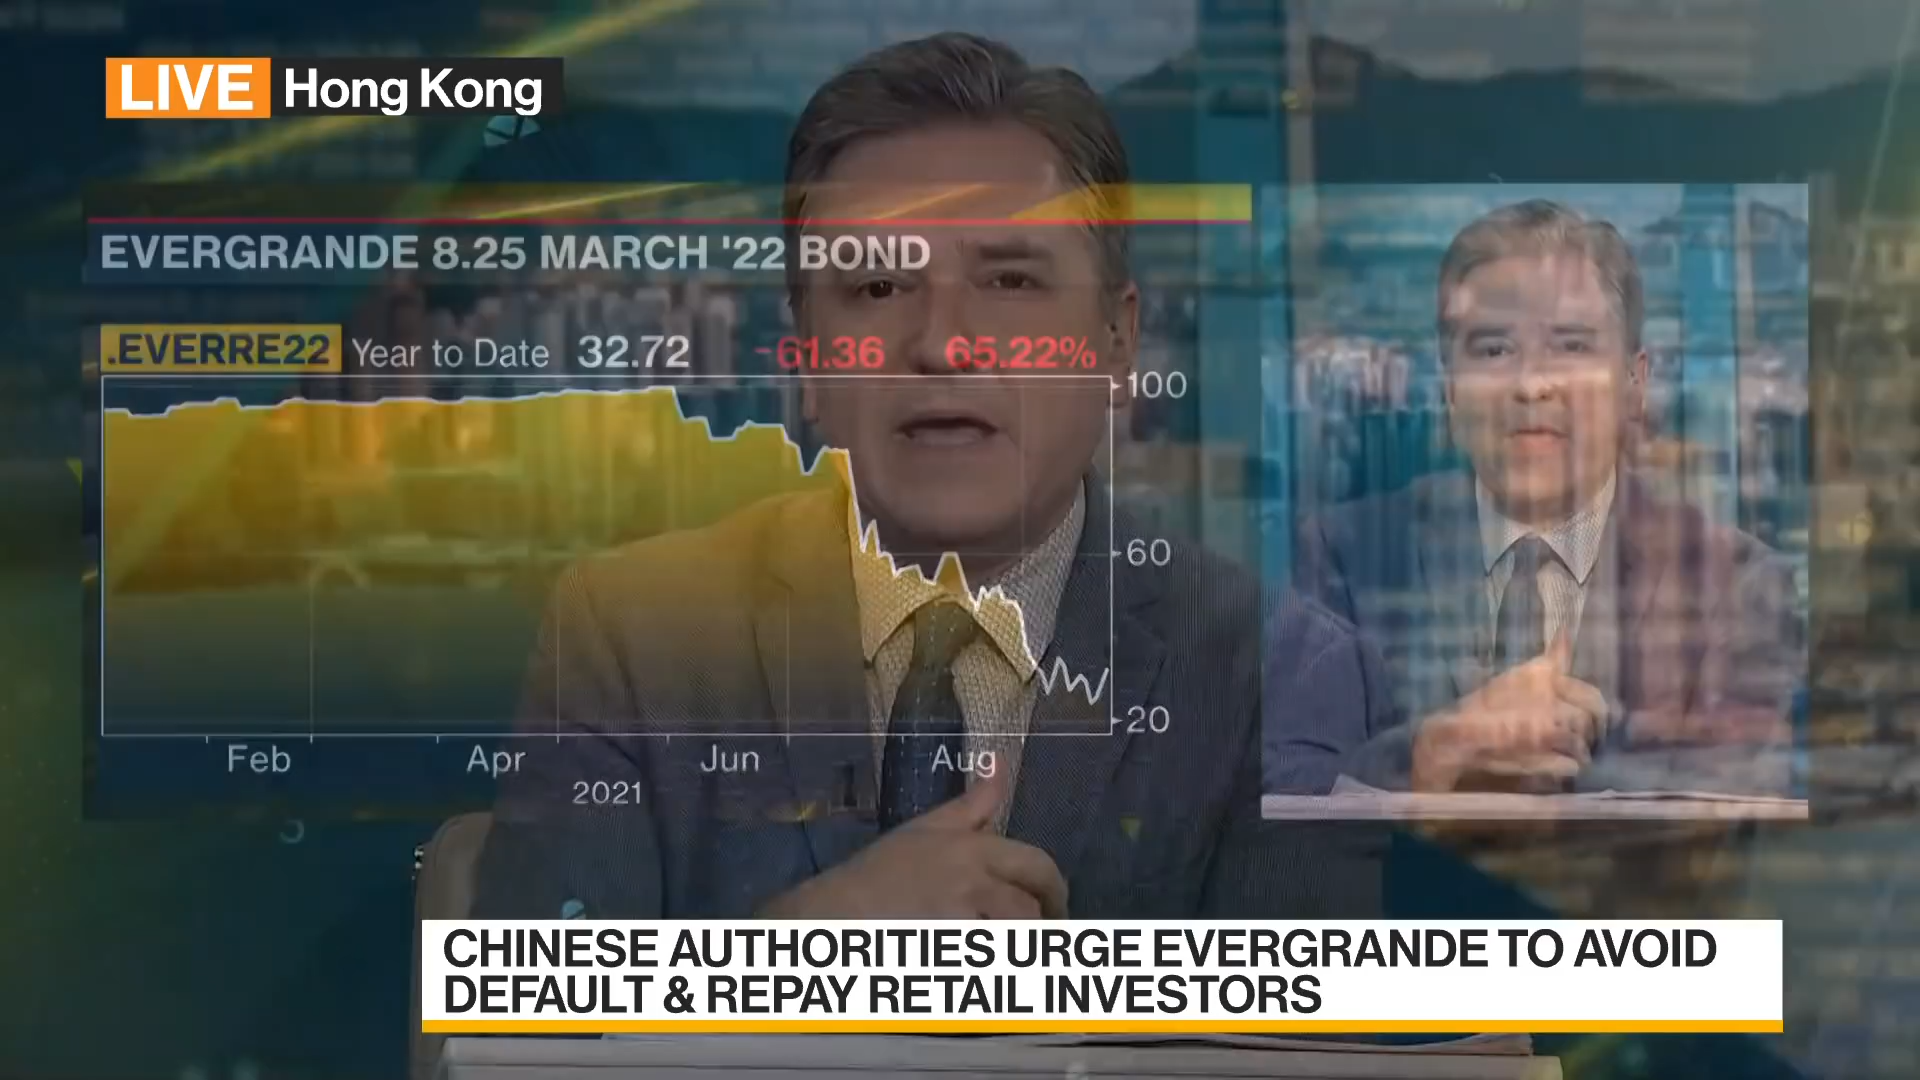 LIVE Hong Kong
EVERGRANDE 8.25 MARCH '22 BOND
.EVERRE22 Year to Date 32.72 -61.36 65.22%
100
60
20
Feb Apr Jun Aug
2021
CHINESE AUTHORITIES URGE EVERGRANDE TO AVOID
DEFAULT & REPAY RETAIL INVESTORS